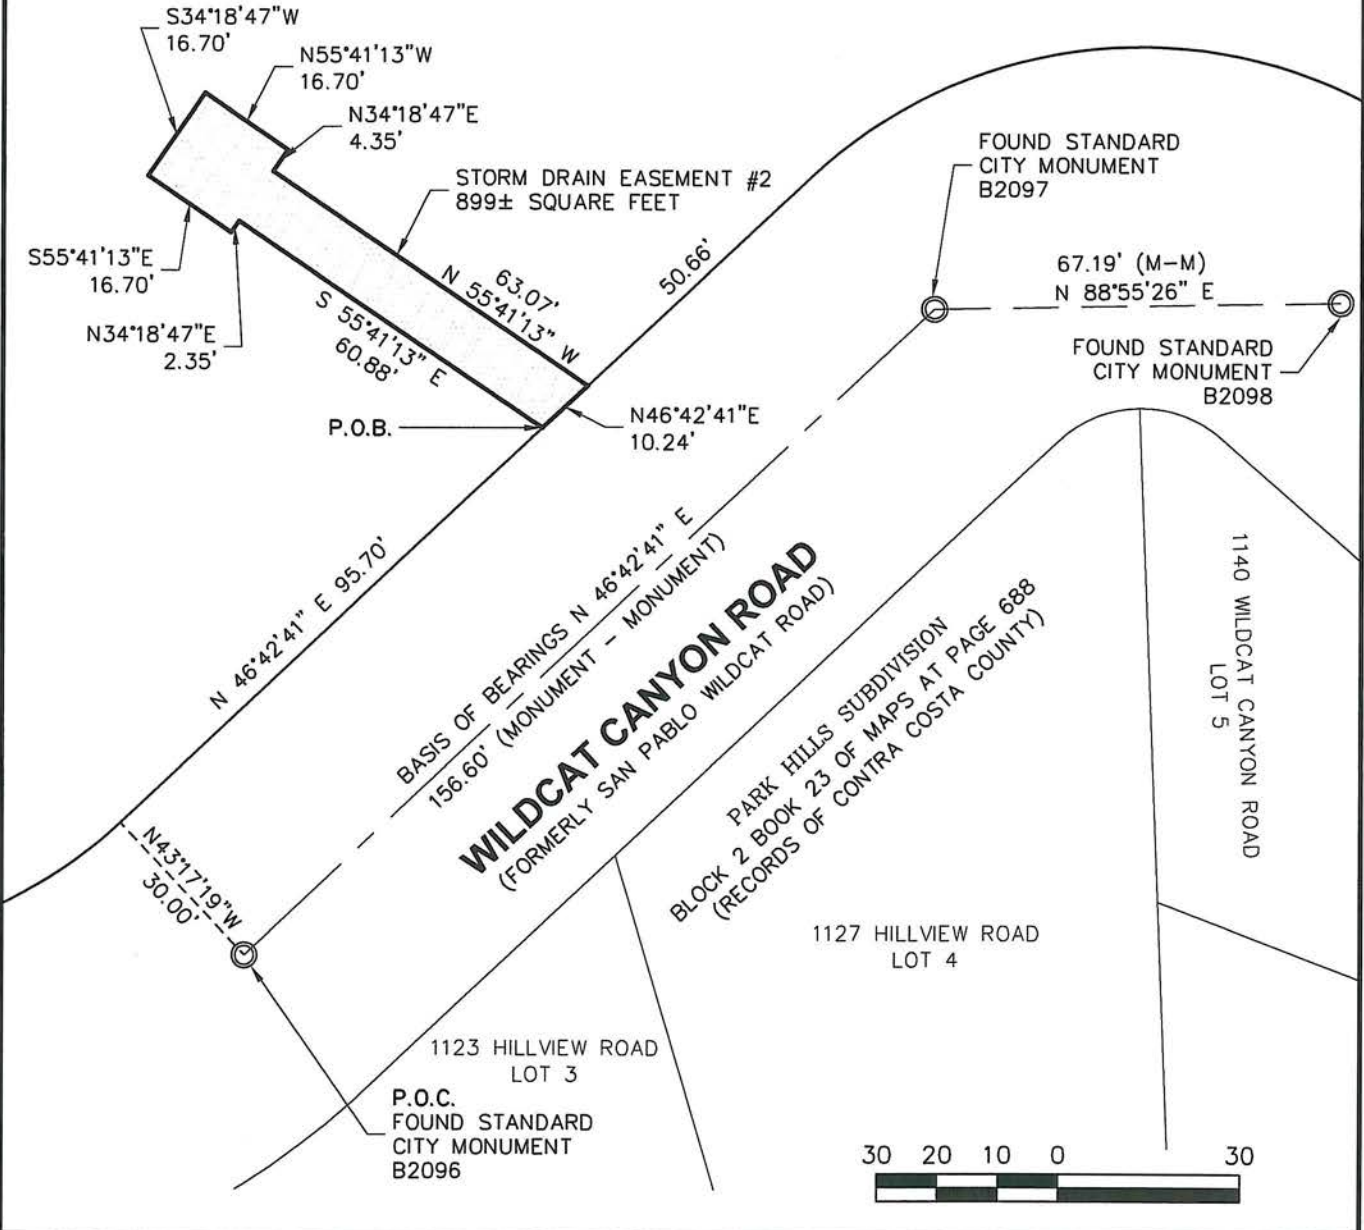 S34°18'47"W
16.70'
N55°41'13"W
16.70'
N34°18'47"E
4.35'
STORM DRAIN EASEMENT #2
899± SQUARE FEET
FOUND STANDARD
CITY MONUMENT
B2097
S55°41'13"E
16.70'
N34°18'47"E
2.35'
63.07'
N 55°41'13" W
S 55°41'13" E
60.88'
50.66'
67.19' (M-M)
N 88°55'26" E
FOUND STANDARD
CITY MONUMENT
B2098
P.O.B.
N46°42'41"E
10.24'
N 46°42'41" E 95.70'
BASIS OF BEARINGS N 46°42'41" E
156.60' (MONUMENT - MONUMENT)
WILDCAT CANYON ROAD
(FORMERLY SAN PABLO WILDCAT ROAD)
PARK HILLS SUBDIVISION
BLOCK 2 BOOK 23 OF MAPS AT PAGE 688
(RECORDS OF CONTRA COSTA COUNTY)
1140 WILDCAT CANYON ROAD
LOT 5
N43°17'19"W
30.00'
1127 HILLVIEW ROAD
LOT 4
1123 HILLVIEW ROAD
LOT 3
P.O.C.
FOUND STANDARD
CITY MONUMENT
B2096
30 20 10 0 30